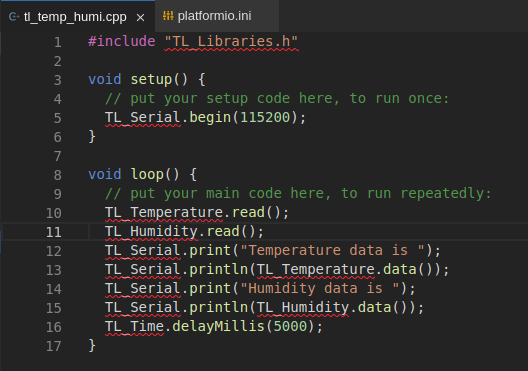 tl_temp_humi.cpp × platformio.ini
1 #include "TL_Libraries.h"
2
3 void setup() {
4 // put your setup code here, to run once:
5 TL_Serial.begin(115200);
6 }
7
8 void loop() {
9 // put your main code here, to run repeatedly:
10 TL_Temperature.read();
11 TL_Humidity.read();
12 TL_Serial.print("Temperature data is ");
13 TL_Serial.println(TL_Temperature.data());
14 TL_Serial.print("Humidity data is ");
15 TL_Serial.println(TL_Humidity.data());
16 TL_Time.delayMillis(5000);
17 }